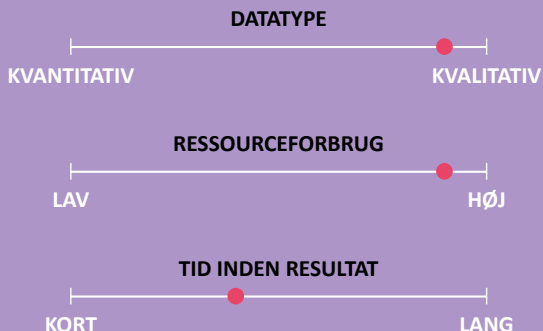 DATATYPE
KVANTITATIV KVALITATIV
RESSOURCEFORBRUG
LAV HØJ
TID INDEN RESULTAT
KORT LANG